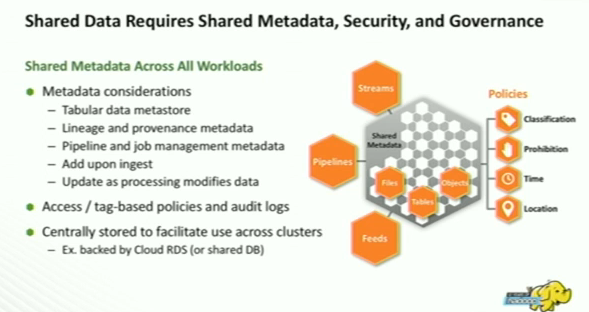 Shared Data Requires Shared Metadata, Security, and Governance
Shared Metadata Across All Workloads
Metadata considerations
– Tabular data metastore
– Lineage and provenance metadata
– Pipeline and job management metadata
– Add upon ingest
– Update as processing modifies data
Access / tag-based policies and audit logs
Centrally stored to facilitate use across clusters
– Ex. backed by Cloud RDS (or shared DB)
Streams
Pipelines
Feeds
Shared
Metadata
Files
Tables
Objects
Policies
Classification
Prohibition
Time
Location